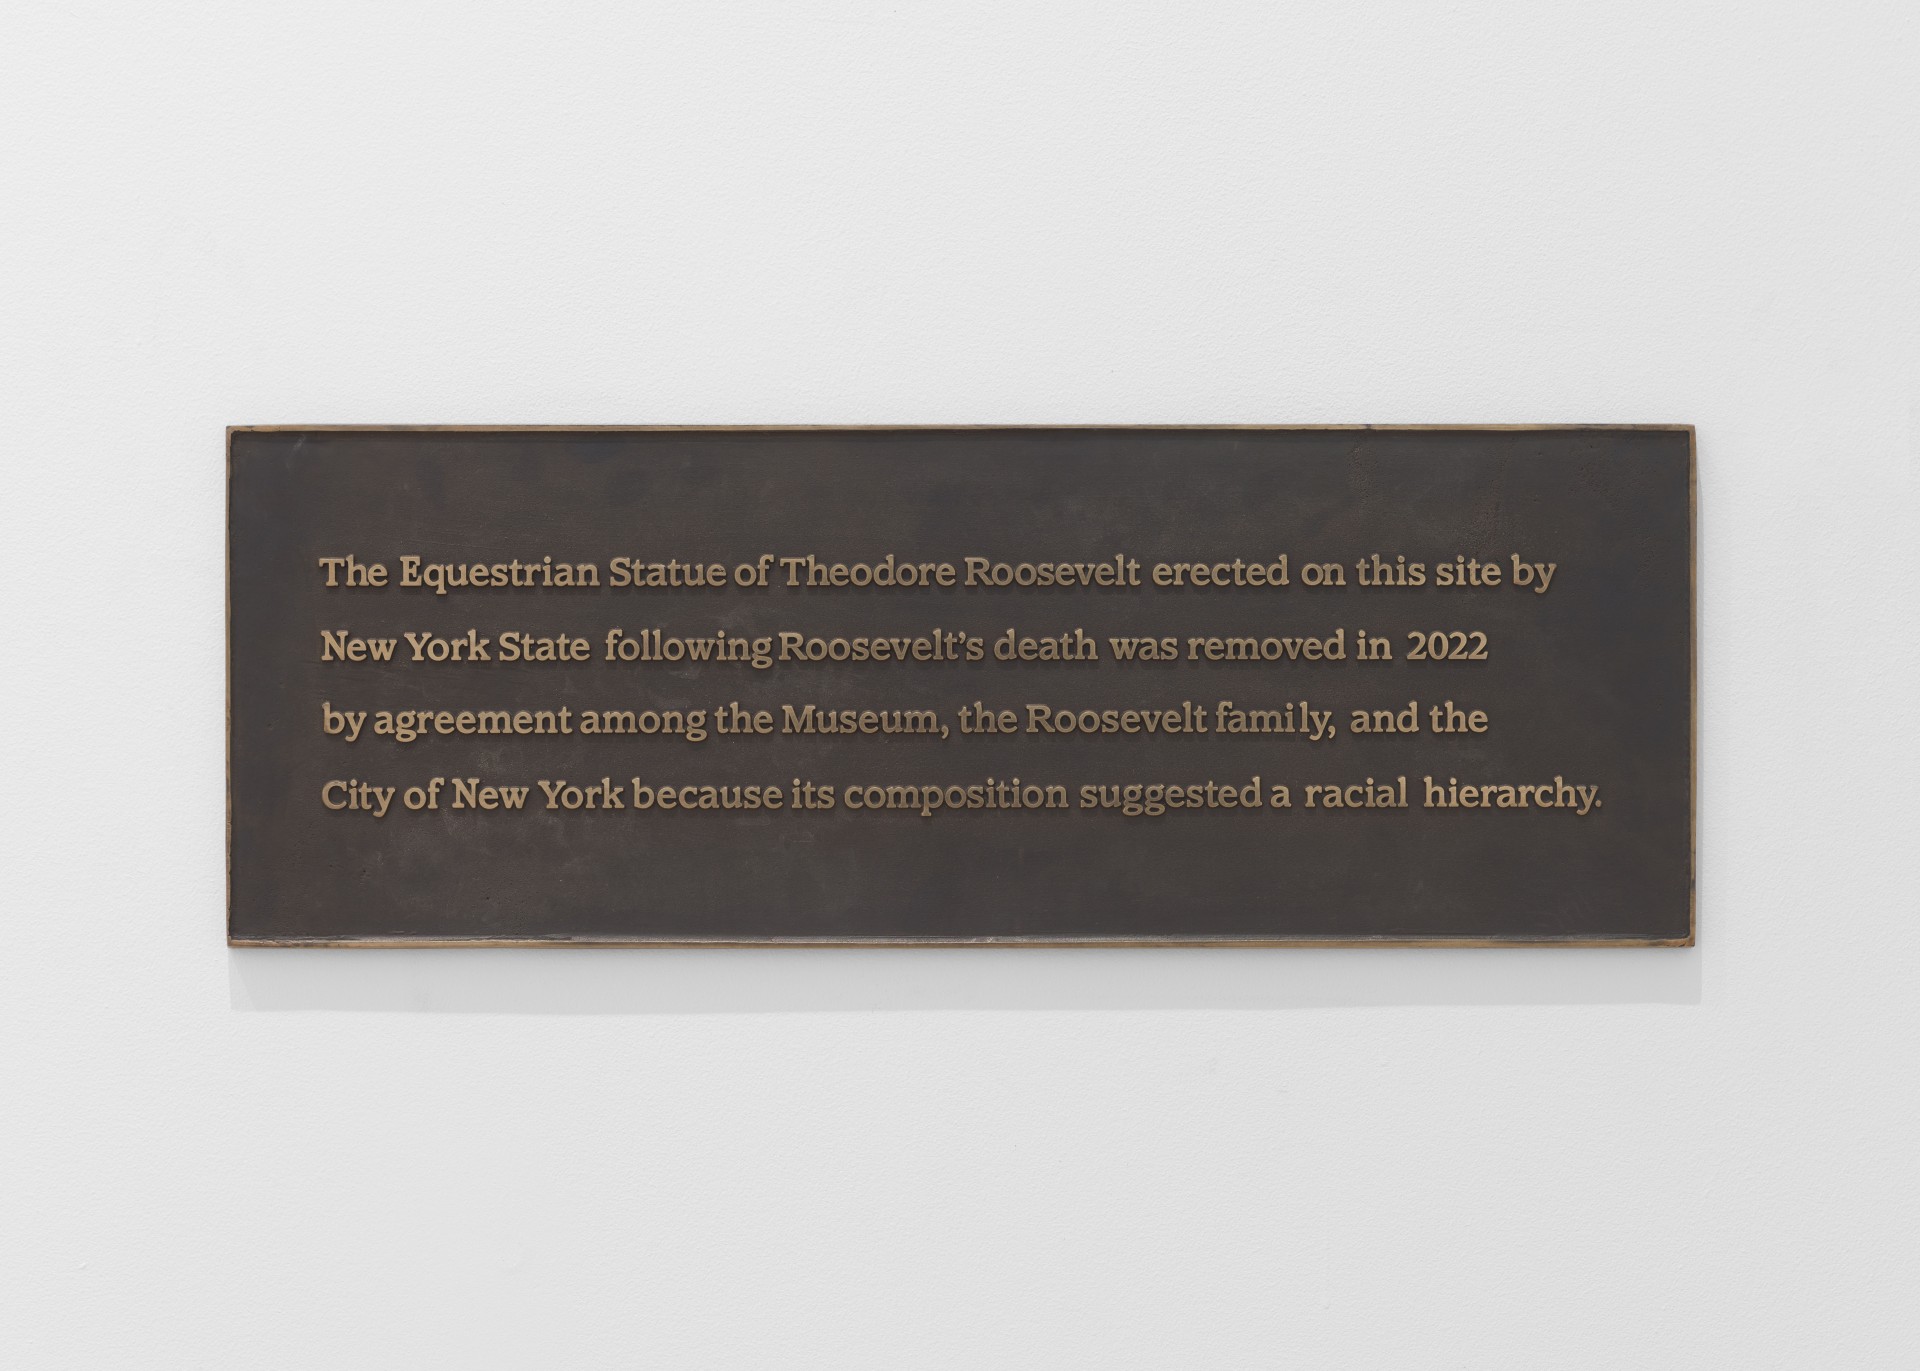 The Equestrian Statue of Theodore Roosevelt erected on this site by
New York State following Roosevelt’s death was removed in 2022
by agreement among the Museum, the Roosevelt family, and the
City of New York because its composition suggested a racial hierarchy.